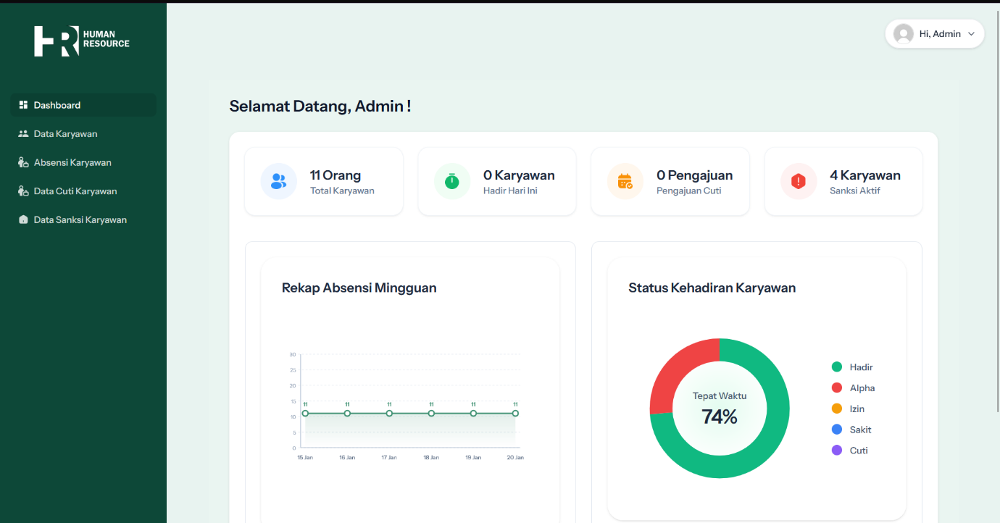 HUMAN
RESOURCE
Hi, Admin
Dashboard
Data Karyawan
Absensi Karyawan
Data Cuti Karyawan
Data Sanksi Karyawan
Selamat Datang, Admin !
11 Orang
Total Karyawan
0 Karyawan
Hadir Hari Ini
0 Pengajuan
Pengajuan Cuti
4 Karyawan
Sanksi Aktif
Rekap Absensi Mingguan
30
25
20
15
10
5
0
11 11 11 11 11 11
15 Jan 16 Jan 17 Jan 18 Jan 19 Jan 20 Jan
Status Kehadiran Karyawan
Tepat Waktu
74%
Hadir
Alpha
Izin
Sakit
Cuti